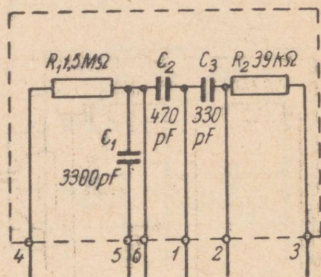 R₁ 1,5MΩ
C₂
C₃
R₂ 39kΩ
470
pF
330
pF
C₁
3300pF
4
5
6
1
2
3